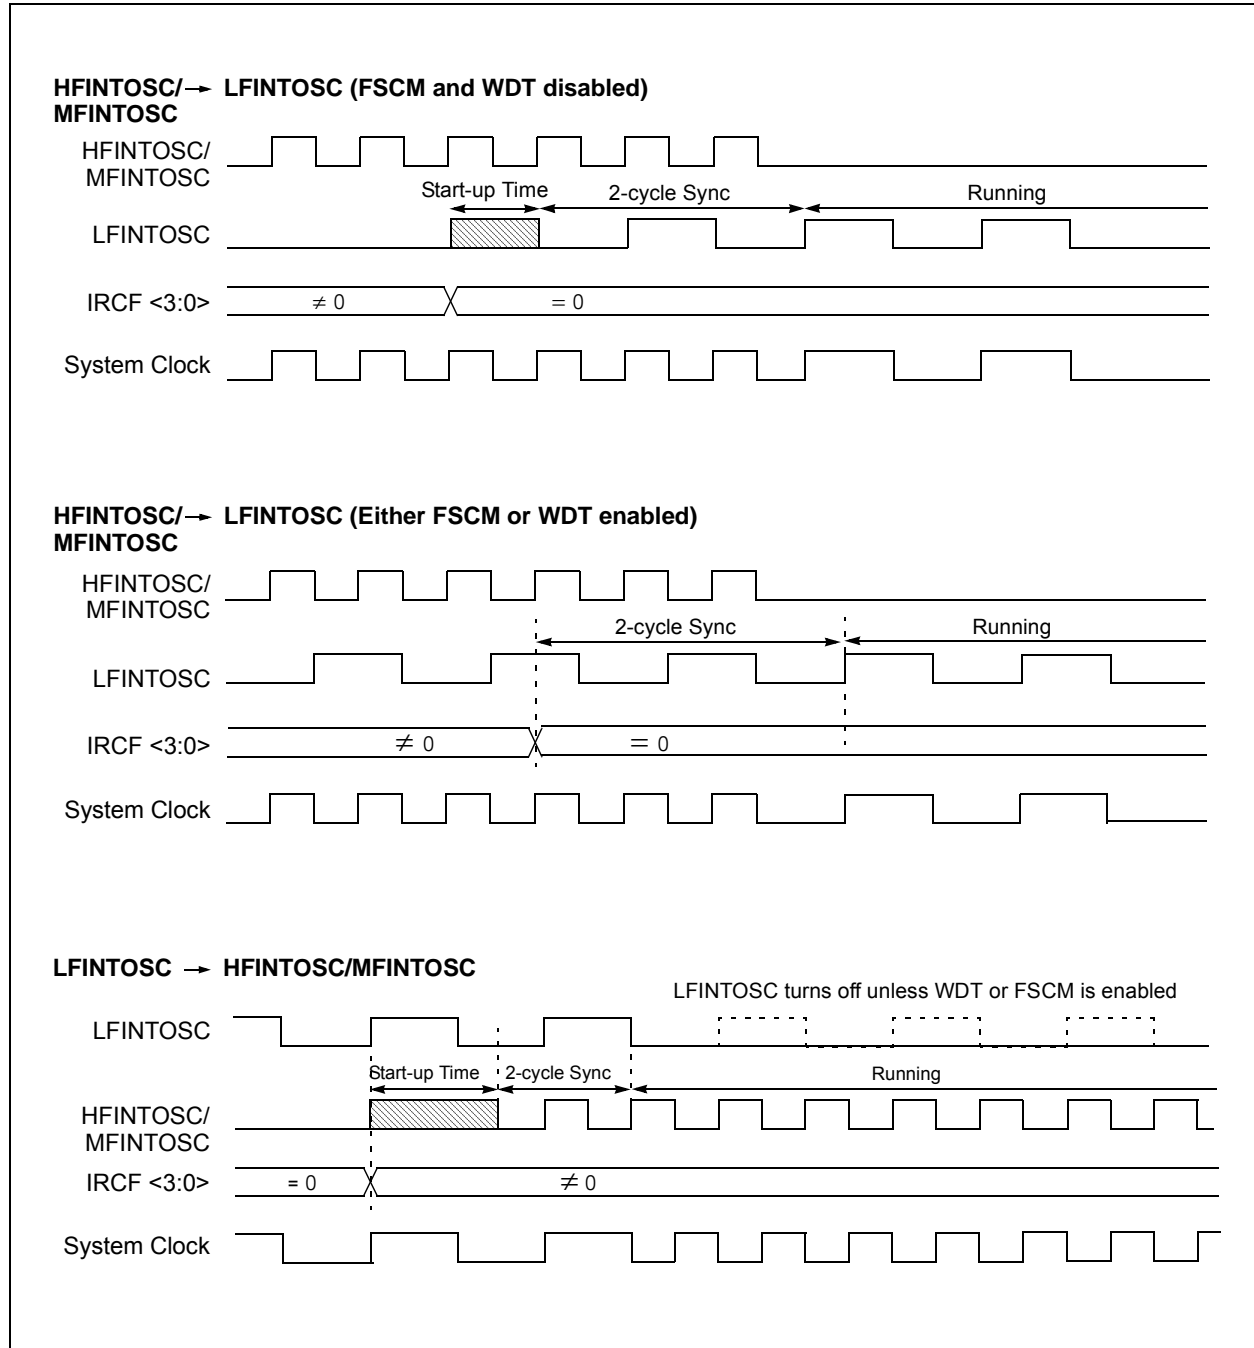 HFINTOSC/→ LFINTOSC (FSCM and WDT disabled)
MFINTOSC
HFINTOSC/
MFINTOSC
Start-up Time
2-cycle Sync
Running
LFINTOSC
IRCF <3:0>
≠ 0
= 0
System Clock
HFINTOSC/→ LFINTOSC (Either FSCM or WDT enabled)
MFINTOSC
HFINTOSC/
MFINTOSC
2-cycle Sync
Running
LFINTOSC
IRCF <3:0>
≠ 0
= 0
System Clock
LFINTOSC → HFINTOSC/MFINTOSC
LFINTOSC turns off unless WDT or FSCM is enabled
LFINTOSC
Start-up Time
2-cycle Sync
Running
HFINTOSC/
MFINTOSC
IRCF <3:0>
= 0
≠ 0
System Clock